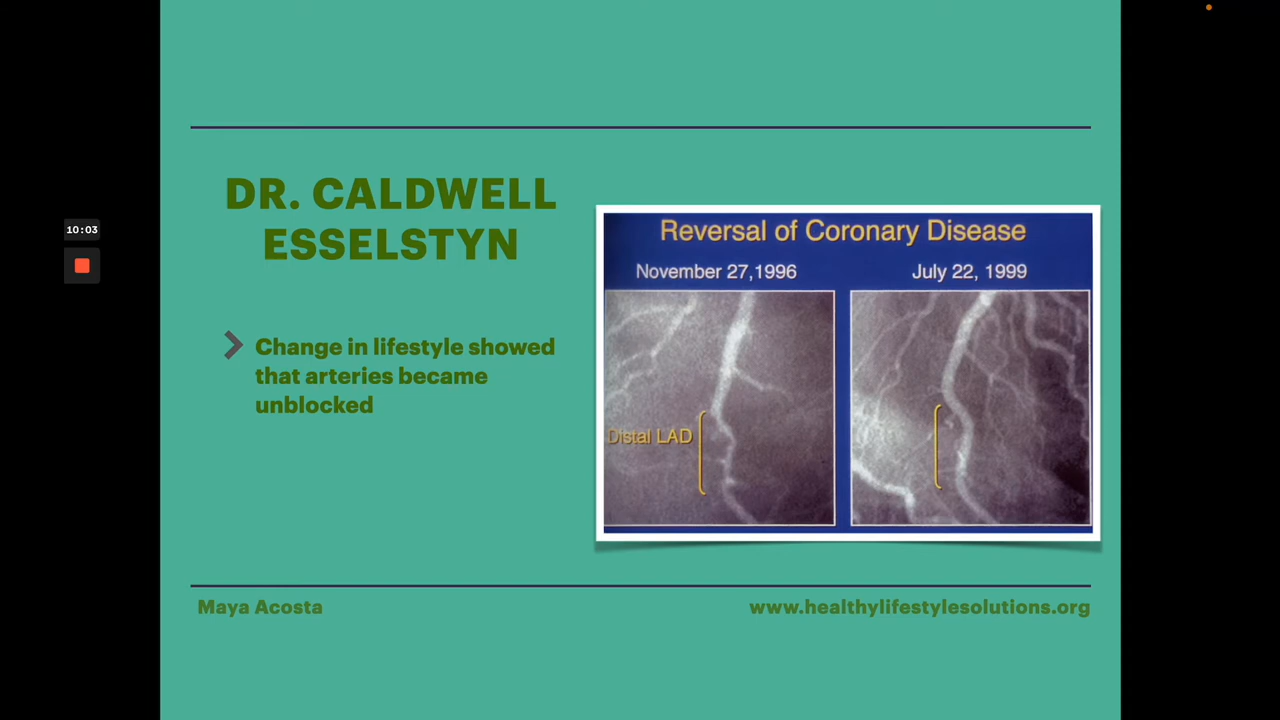 10:03
DR. CALDWELL
ESSELSTYN
Change in lifestyle showed
that arteries became
unblocked
Reversal of Coronary Disease
November 27,1996
July 22, 1999
Distal LAD
Maya Acosta
www.healthylifestylesolutions.org